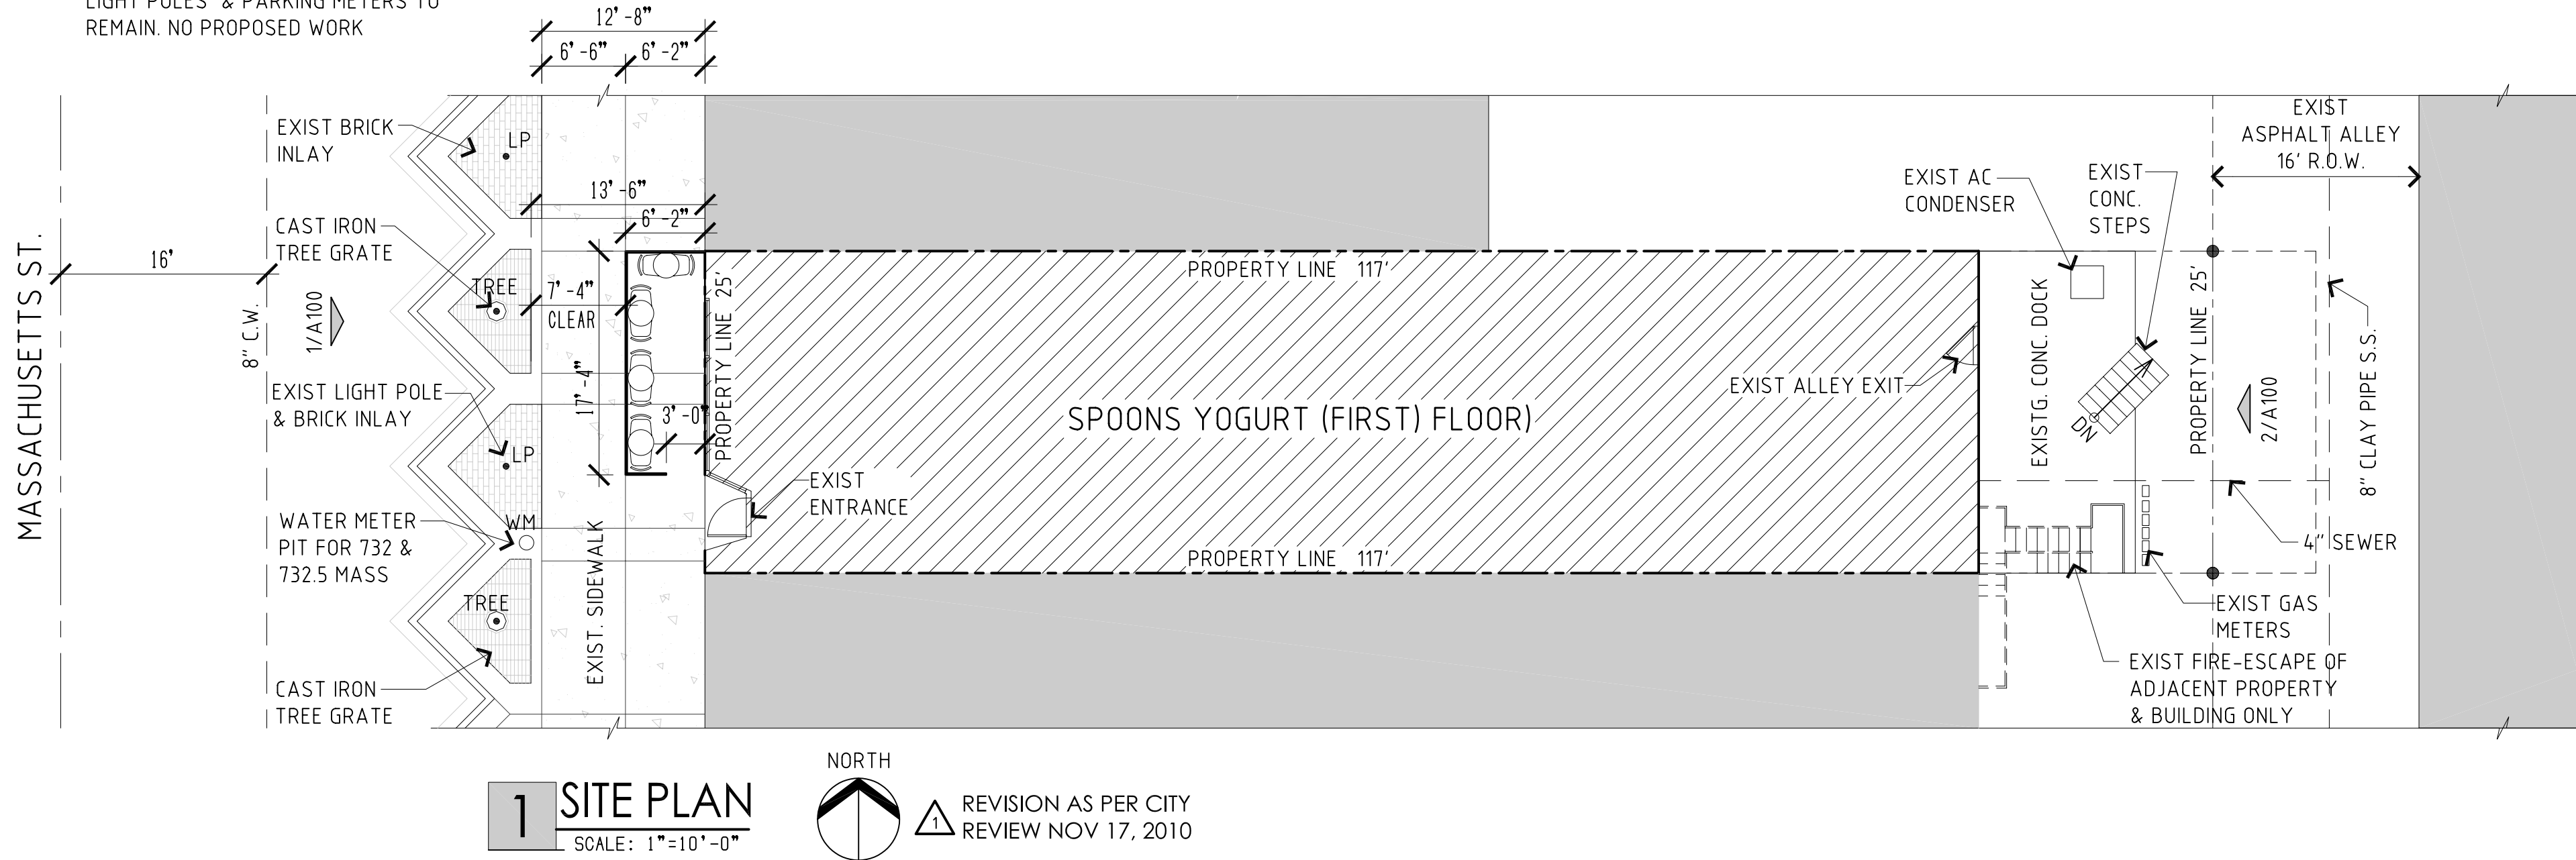 LIGHT POLES & PARKING METERS TO
REMAIN. NO PROPOSED WORK
12'-8"
6'-6"
6'-2"
MASSACHUSETTS ST.
16'
8" C.W.
1/A100
EXIST BRICK
INLAY
LP
CAST IRON
TREE GRATE
TREE
EXIST LIGHT POLE
& BRICK INLAY
LP
WATER METER
PIT FOR 732 &
732.5 MASS
WM
TREE
CAST IRON
TREE GRATE
13'-6"
6'-2"
7'-4"
CLEAR
17'-4"
3'-0"
EXIST. SIDEWALK
PROPERTY LINE 25'
EXIST
ENTRANCE
PROPERTY LINE 117'
SPOONS YOGURT (FIRST) FLOOR)
PROPERTY LINE 117'
EXIST ALLEY EXIT
EXIST AC
CONDENSER
EXIST
CONC.
STEPS
EXISTG. CONC. DOCK
DN
PROPERTY LINE 25'
2/A100
EXIST
ASPHALT ALLEY
16' R.O.W.
8" CLAY PIPE S.S.
4" SEWER
EXIST GAS
METERS
EXIST FIRE-ESCAPE OF
ADJACENT PROPERTY
& BUILDING ONLY
1 SITE PLAN
SCALE: 1"=10'-0"
NORTH
1
REVISION AS PER CITY
REVIEW NOV 17, 2010